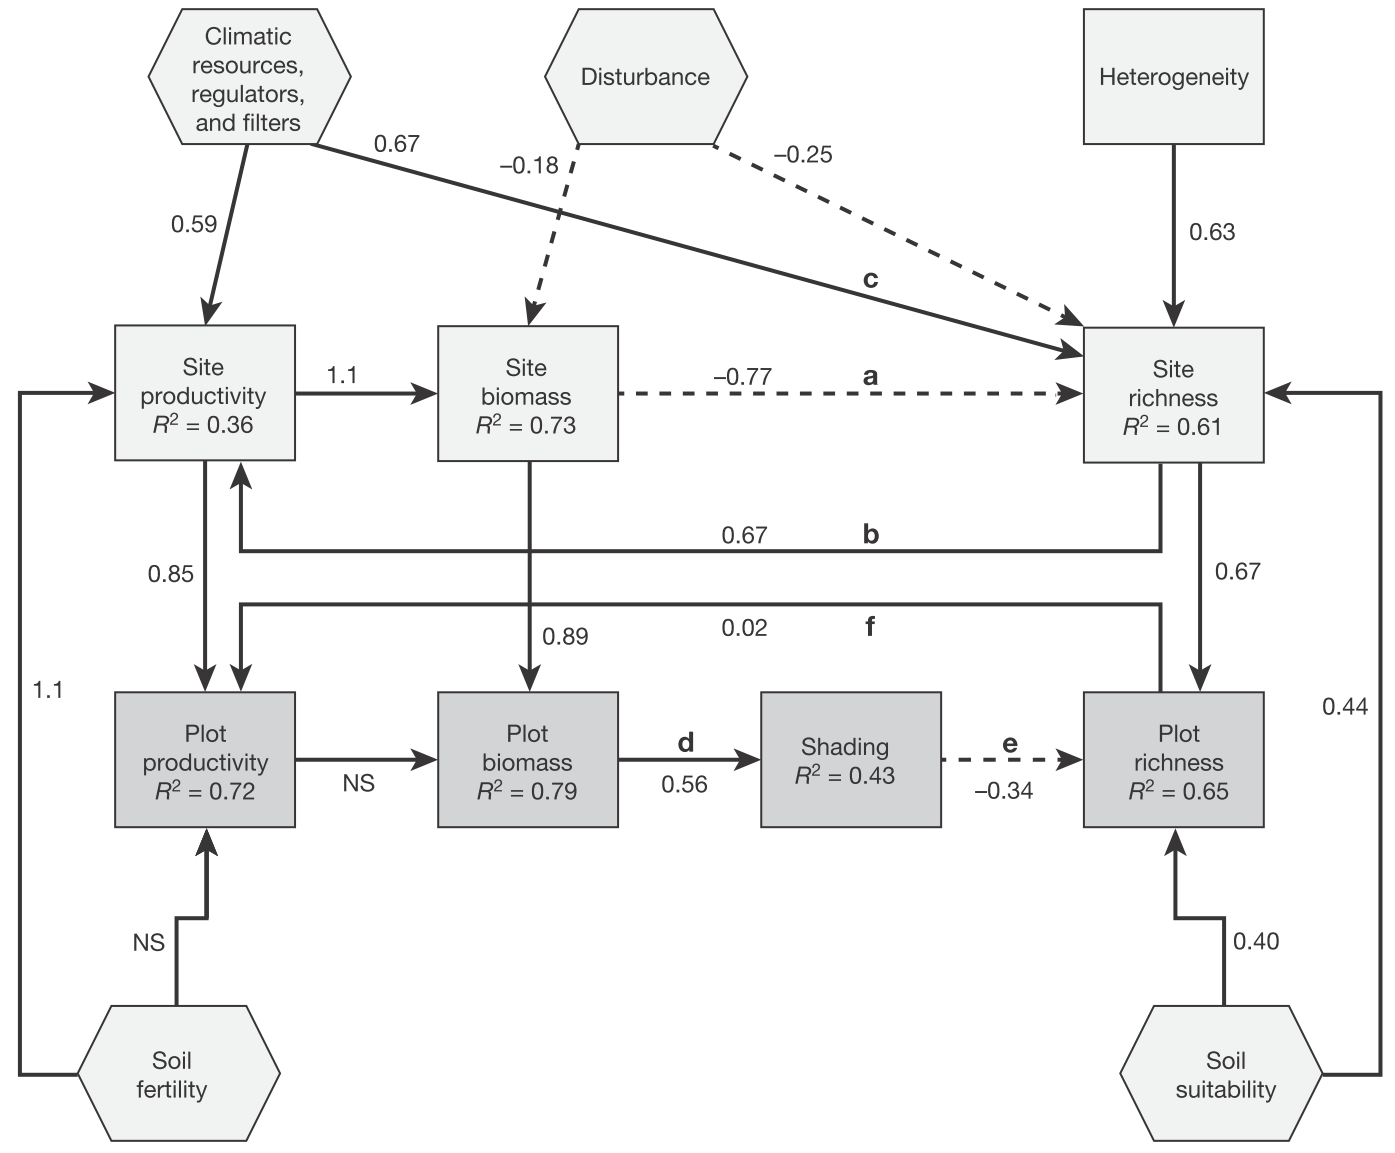 Climatic
resources,
regulators,
and filters
Disturbance
Heterogeneity
0.67
–0.18
–0.25
0.59
0.63
c
Site
productivity
R² = 0.36
1.1
Site
biomass
R² = 0.73
–0.77
a
Site
richness
R² = 0.61
0.67
b
0.85
0.67
0.02
f
0.89
1.1
0.44
Plot
productivity
R² = 0.72
NS
Plot
biomass
R² = 0.79
d
0.56
Shading
R² = 0.43
e
–0.34
Plot
richness
R² = 0.65
NS
0.40
Soil
fertility
Soil
suitability